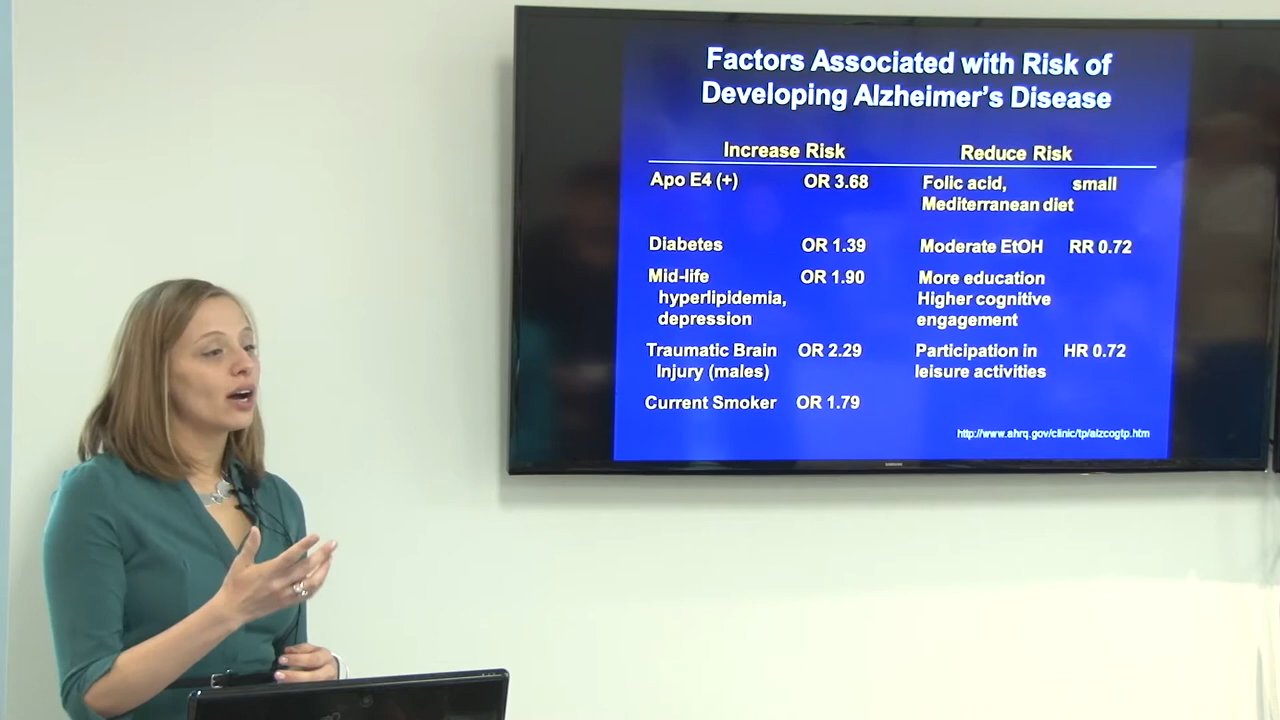 Factors Associated with Risk of
Developing Alzheimer's Disease
Increase Risk Reduce Risk
Apo E4 (+) OR 3.68 Folic acid, small
Mediterranean diet
Diabetes OR 1.39 Moderate EtOH RR 0.72
Mid-life OR 1.90 More education
hyperlipidemia, Higher cognitive
depression engagement
Traumatic Brain OR 2.29 Participation in HR 0.72
Injury (males) leisure activities
Current Smoker OR 1.79
http://www.ahrq.gov/clinic/tp/alzcogtp.htm
SAMSUNG